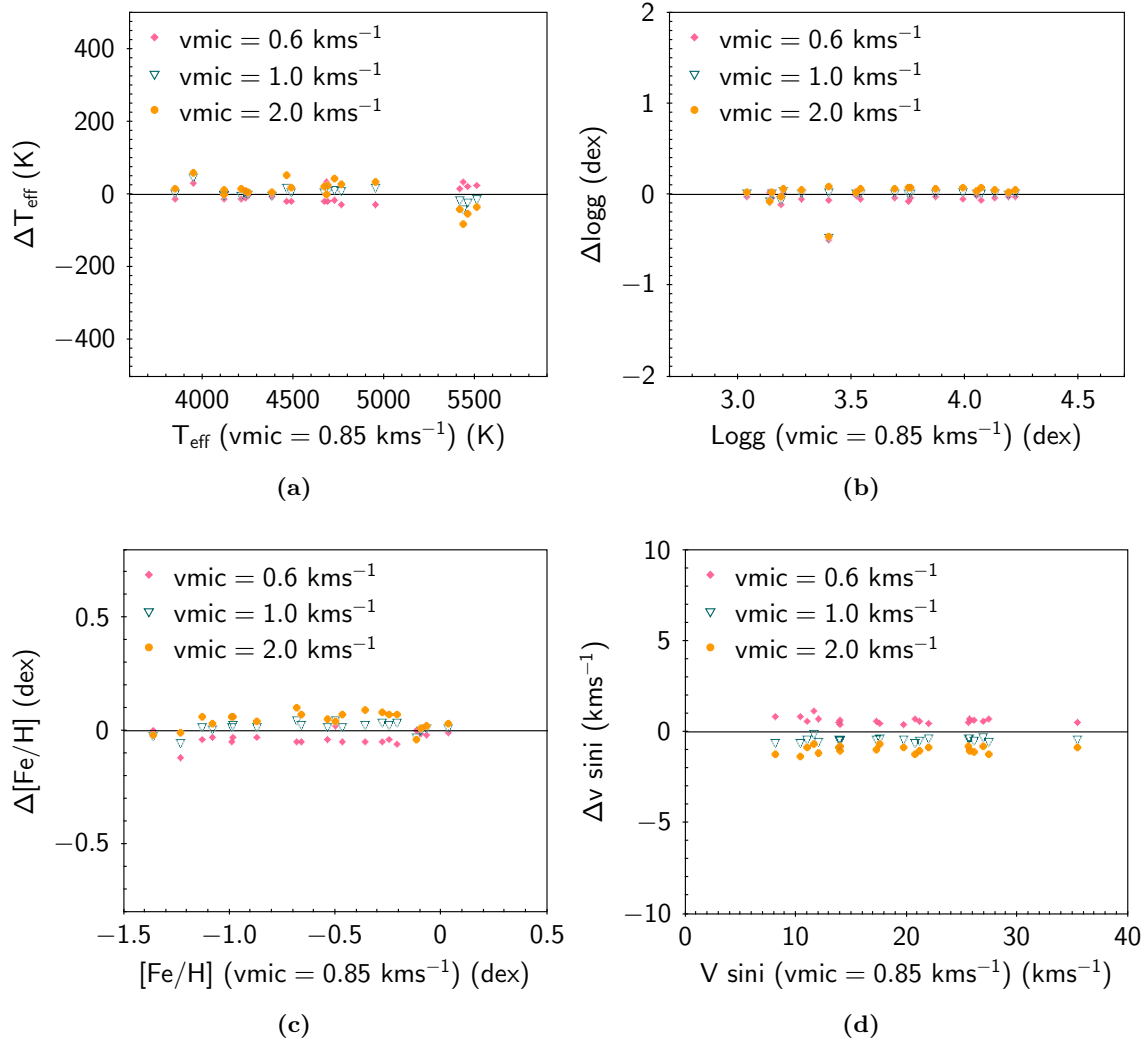 vmic = 0.6 kms⁻¹
vmic = 1.0 kms⁻¹
vmic = 2.0 kms⁻¹
400
200
0
−200
−400
ΔT_eff (K)
4000 4500 5000 5500
T_eff (vmic = 0.85 kms⁻¹) (K)
(a)
vmic = 0.6 kms⁻¹
vmic = 1.0 kms⁻¹
vmic = 2.0 kms⁻¹
2
1
0
−1
−2
Δlogg (dex)
3.0 3.5 4.0 4.5
Logg (vmic = 0.85 kms⁻¹) (dex)
(b)
vmic = 0.6 kms⁻¹
vmic = 1.0 kms⁻¹
vmic = 2.0 kms⁻¹
0.5
0
−0.5
Δ[Fe/H] (dex)
−1.5 −1.0 −0.5 0 0.5
[Fe/H] (vmic = 0.85 kms⁻¹) (dex)
(c)
vmic = 0.6 kms⁻¹
vmic = 1.0 kms⁻¹
vmic = 2.0 kms⁻¹
10
5
0
−5
−10
Δv sini (kms⁻¹)
0 10 20 30 40
V sini (vmic = 0.85 kms⁻¹) (kms⁻¹)
(d)